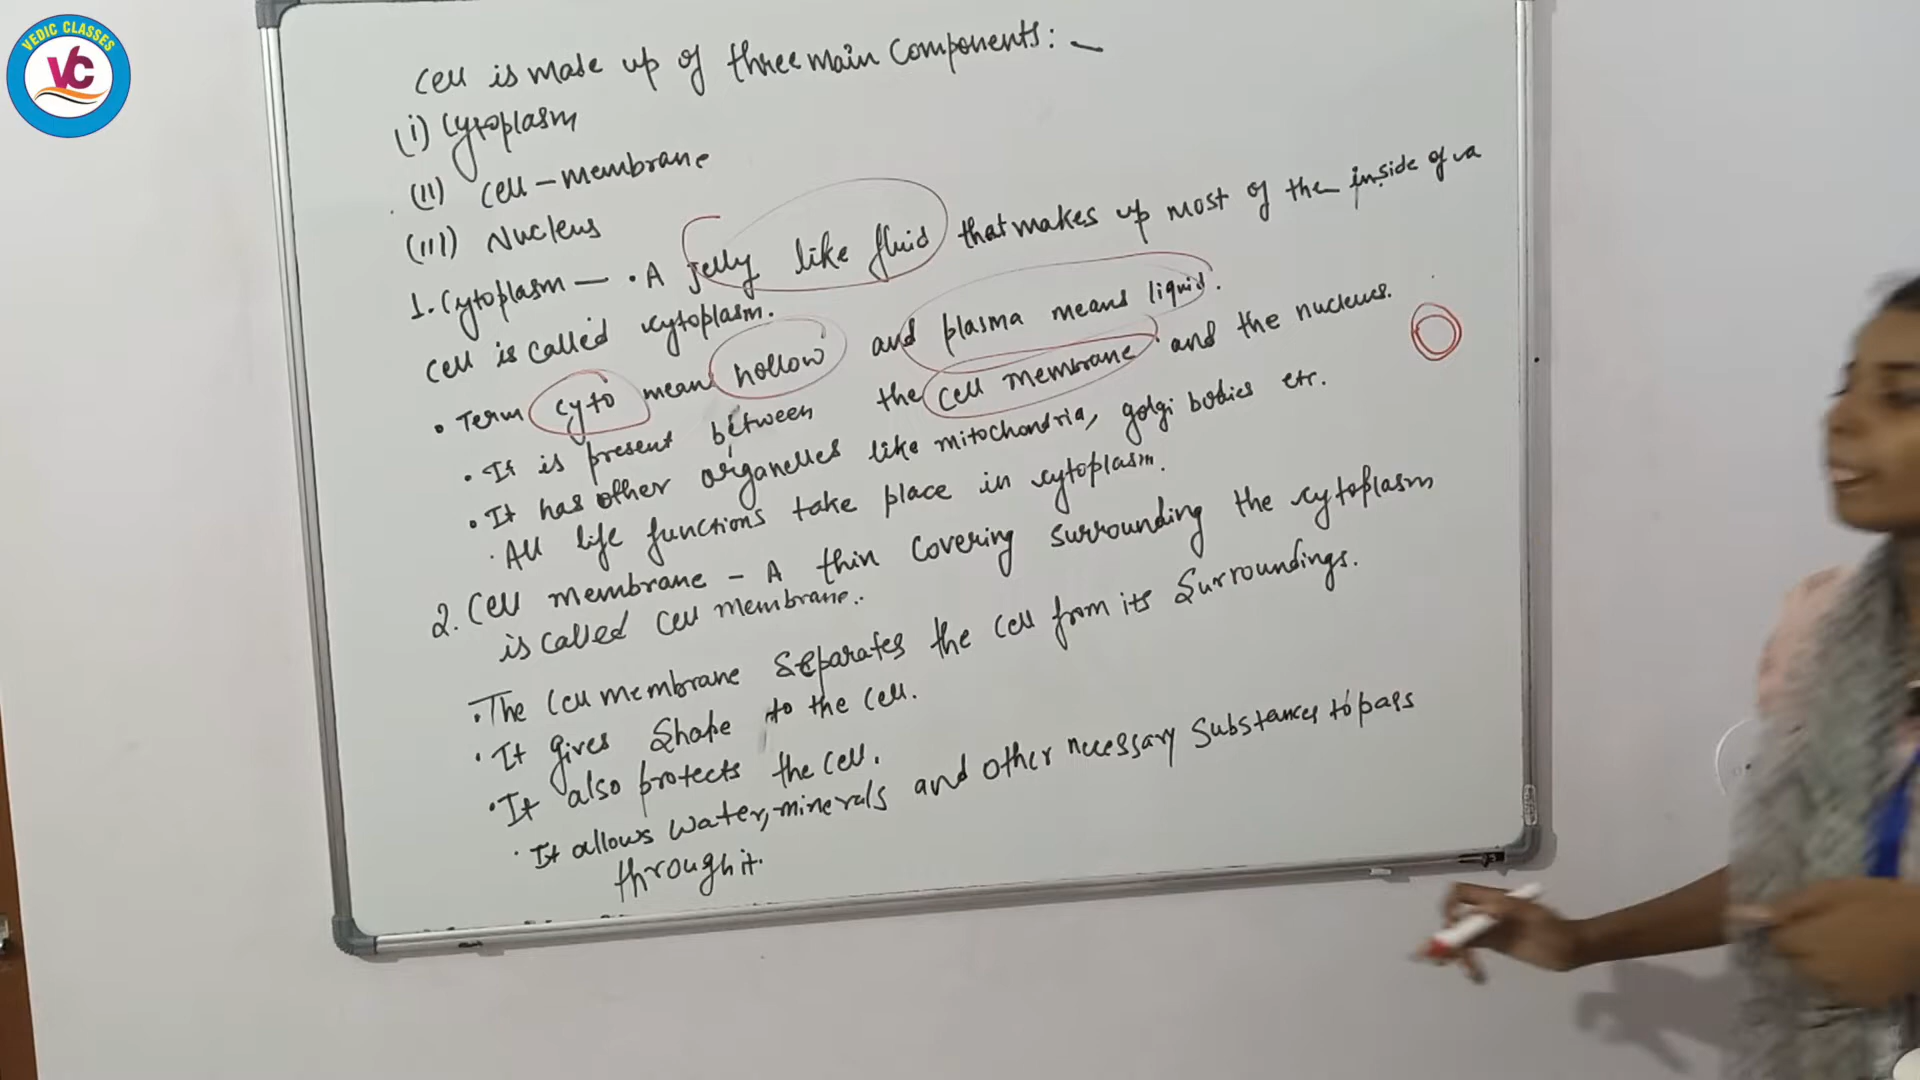 VEDIC CLASSES
VC
Cell is made up of three main components: -
(i) Cytoplasm
(ii) Cell-membrane
(iii) Nucleus
1. Cytoplasm - • A jelly like fluid that makes up most of the inside of a
cell is called cytoplasm.
• Term cyto means hollow and plasma means liquid.
• It is present between the cell membrane and the nucleus.
• It has other organelles like mitochondria, golgi bodies etc.
• All life functions take place in cytoplasm.
2. Cell membrane - A thin covering surrounding the cytoplasm
is called cell membrane.
• The cell membrane separates the cell from its surroundings.
• It gives shape to the cell.
• It also protects the cell.
• It allows water, minerals and other necessary substances to pass
through it.